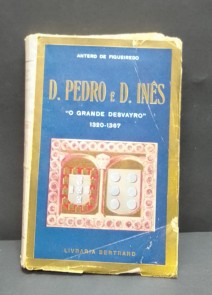 ANTERO DE FIGUEIREDO
D. PEDRO e D. INÊS
"O GRANDE DESVAYRO"
1320-1367
LIVRARIA BERTRAND